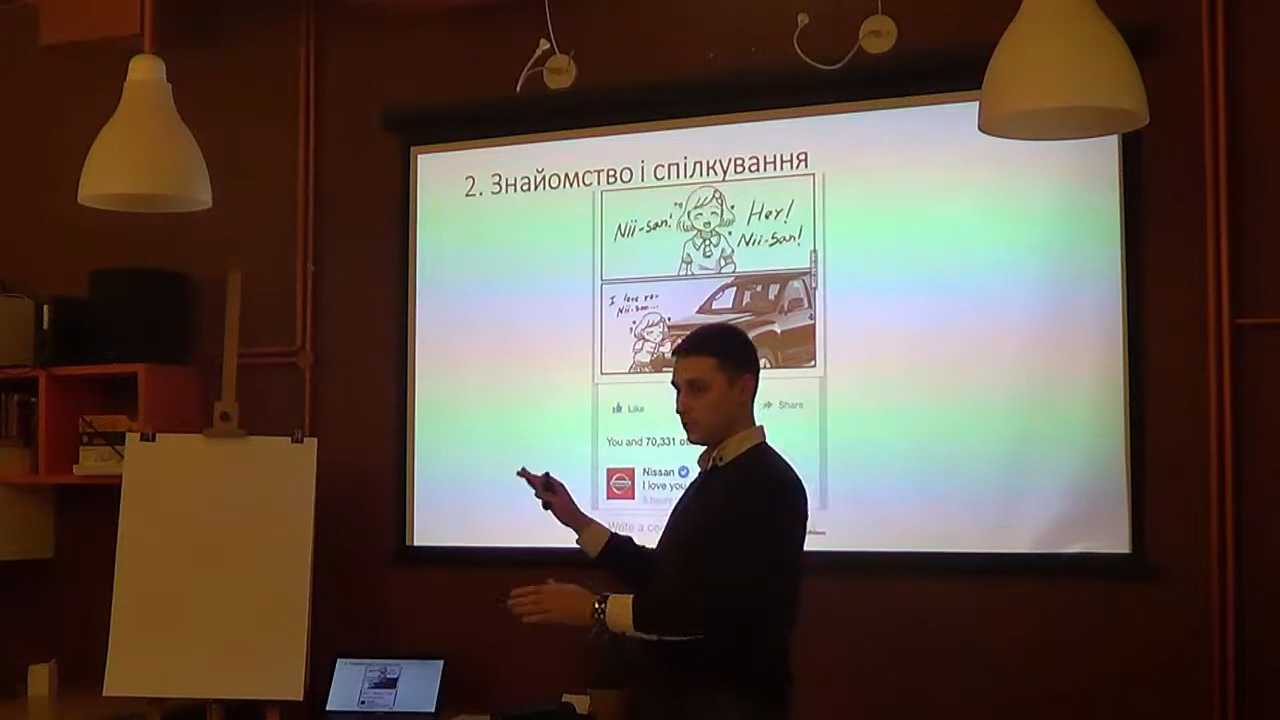 2. Знайомство і спілкування
Nii-san!
Hey!
Nii-San!
I love you
Nii-san...
Like
Share
You and 70,331
Nissan
I love you
Write a